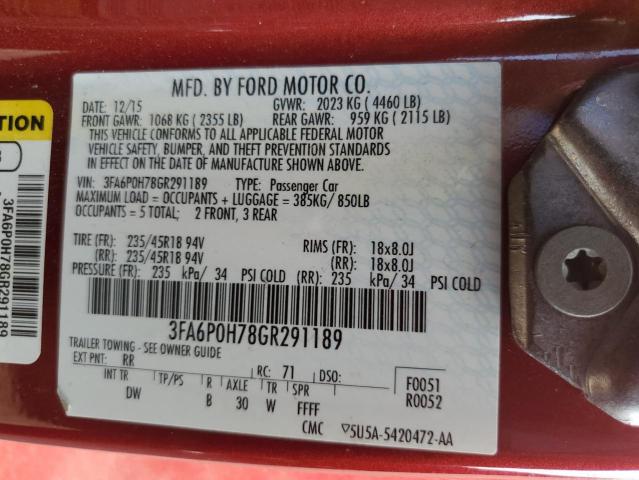 MFD. BY FORD MOTOR CO.
DATE: 12/15 GVWR: 2023 KG ( 4460 LB)
FRONT GAWR: 1068 KG ( 2355 LB) REAR GAWR: 959 KG ( 2115 LB)
THIS VEHICLE CONFORMS TO ALL APPLICABLE FEDERAL MOTOR
VEHICLE SAFETY, BUMPER, AND THEFT PREVENTION STANDARDS
IN EFFECT ON THE DATE OF MANUFACTURE SHOWN ABOVE.
VIN: 3FA6P0H78GR291189 TYPE: Passenger Car
MAXIMUM LOAD = OCCUPANTS + LUGGAGE = 385KG/ 850LB
OCCUPANTS = 5 TOTAL; 2 FRONT, 3 REAR
TIRE (FR): 235/45R18 94V RIMS (FR): 18x8.0J
(RR): 235/45R18 94V (RR): 18x8.0J
PRESSURE (FR): 235 kPa/ 34 PSI COLD (RR): 235 kPa/ 34 PSI COLD
3FA6P0H78GR291189
TRAILER TOWING - SEE OWNER GUIDE
EXT PNT: RR RC: 71 DSO:
INT TR TP/PS R AXLE TR SPR F0051
DW B 30 W FFFF R0052
CMC ▽5U5A-5420472-AA
TION
3FA6P0H78GR291189